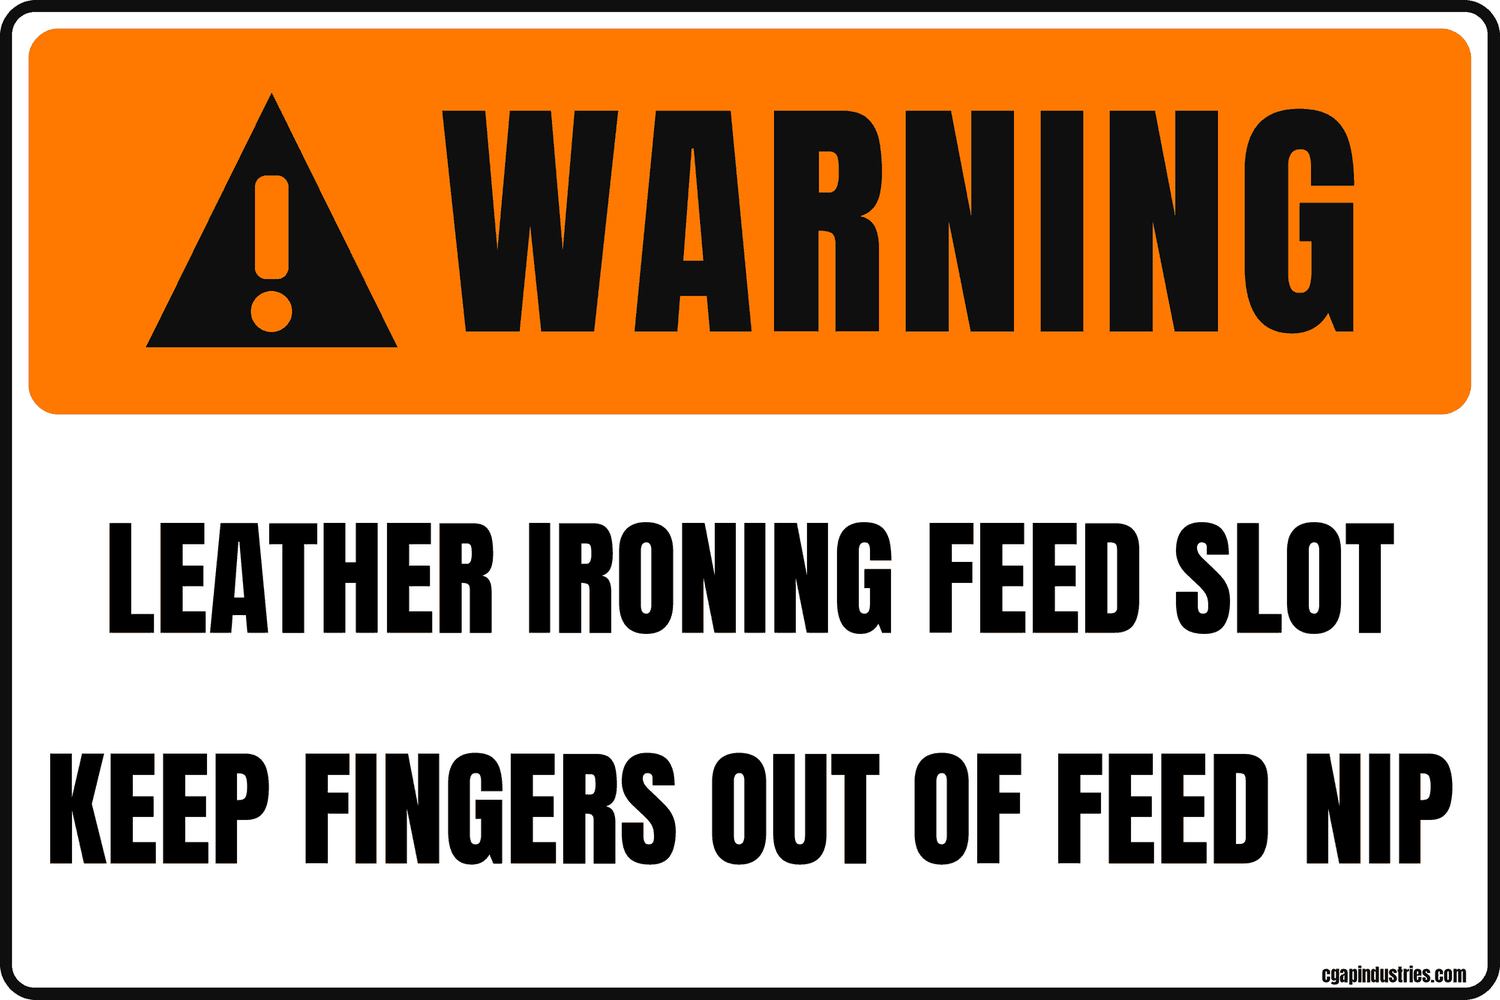 WARNING
LEATHER IRONING FEED SLOT
KEEP FINGERS OUT OF FEED NIP
cgapindustries.com